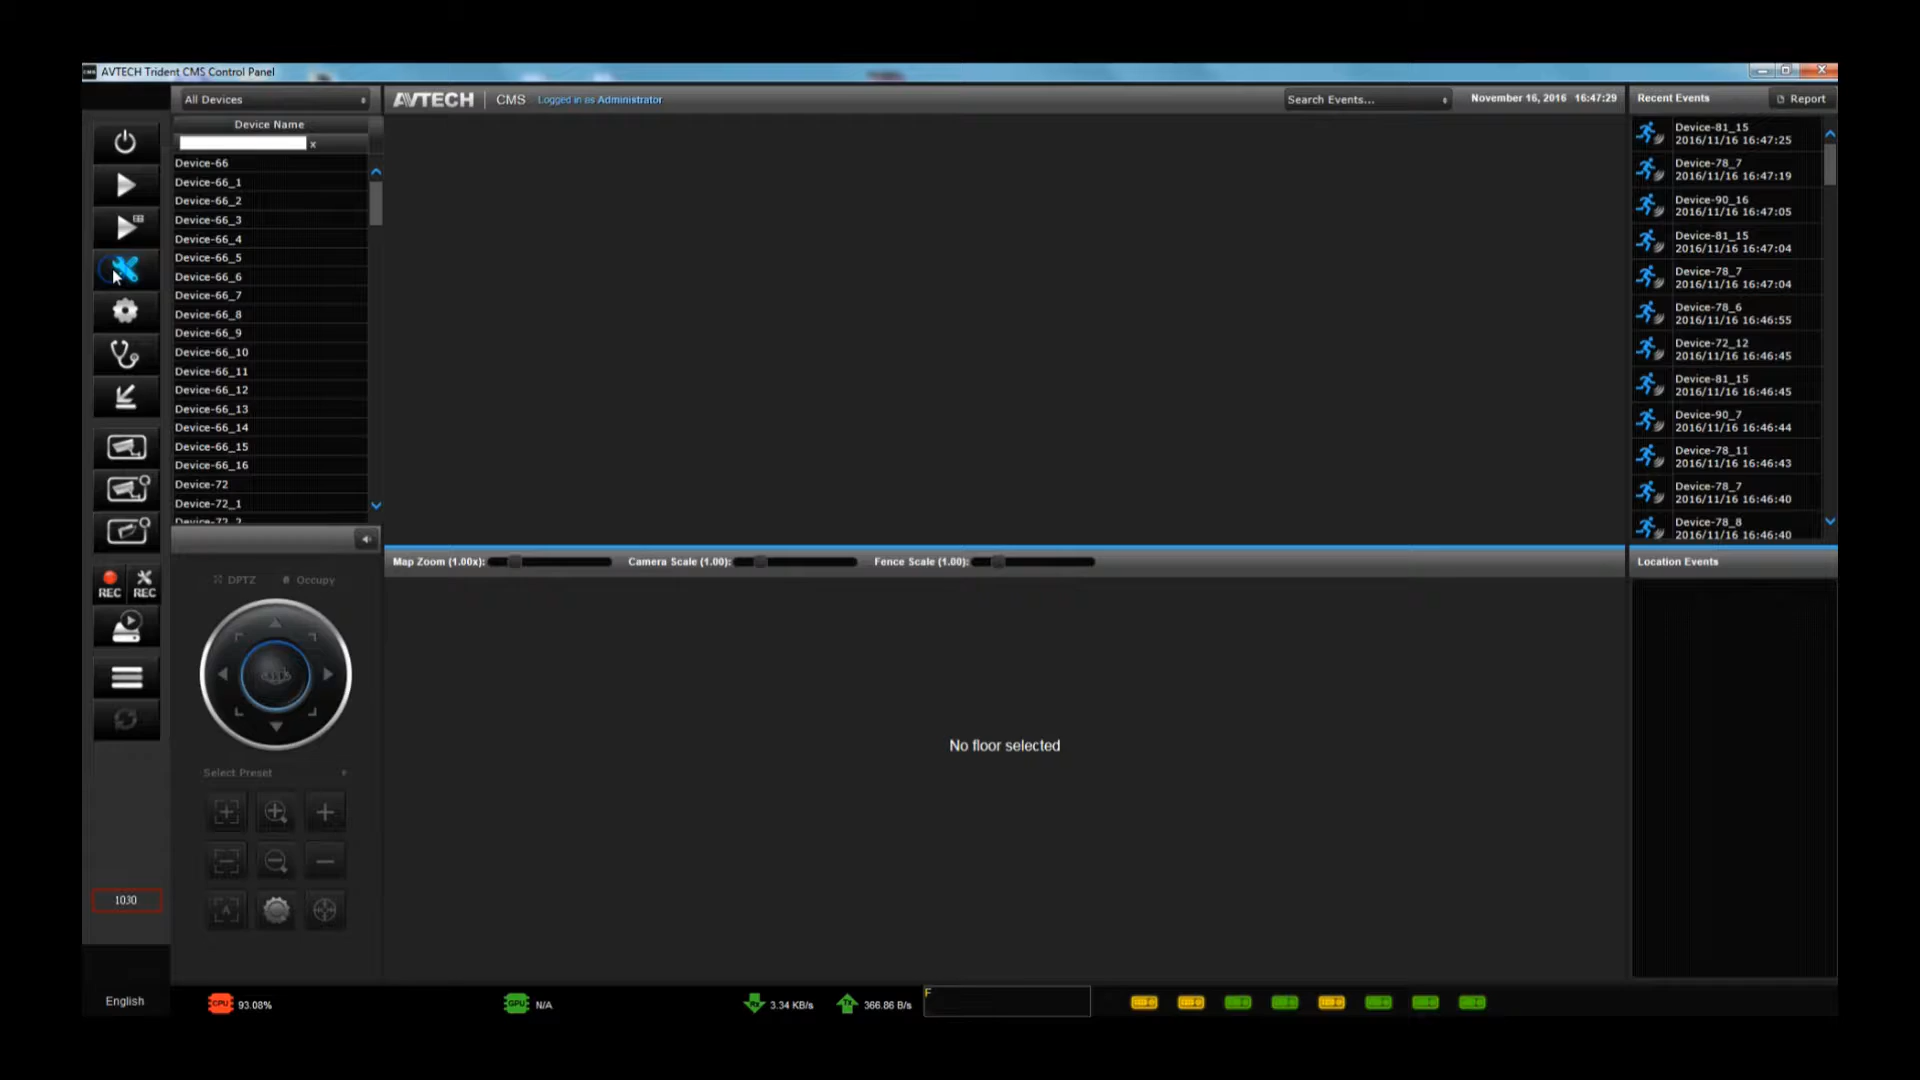 AVTECH Trident CMS Control Panel
All Devices
AVTECH | CMS Logged in as Administrator
Search Events...
November 16, 2016 16:47:29
Recent Events
Report
Device Name
x
Device-66
Device-66_1
Device-66_2
Device-66_3
Device-66_4
Device-66_5
Device-66_6
Device-66_7
Device-66_8
Device-66_9
Device-66_10
Device-66_11
Device-66_12
Device-66_13
Device-66_14
Device-66_15
Device-66_16
Device-72
Device-72_1
Device-72_2
Device-81_15
2016/11/16 16:47:25
Device-78_7
2016/11/16 16:47:19
Device-90_16
2016/11/16 16:47:05
Device-81_15
2016/11/16 16:47:04
Device-78_7
2016/11/16 16:47:04
Device-78_6
2016/11/16 16:46:55
Device-72_12
2016/11/16 16:46:45
Device-81_15
2016/11/16 16:46:45
Device-90_7
2016/11/16 16:46:44
Device-78_11
2016/11/16 16:46:43
Device-78_7
2016/11/16 16:46:40
Device-78_8
2016/11/16 16:46:40
Map Zoom (1.00x):
Camera Scale (1.00):
Fence Scale (1.00):
Location Events
REC
REC
DPTZ
Occupy
Select Preset
A
No floor selected
1030
English
CPU 93.08%
GPU N/A
Rx 3.34 KB/s
Tx 366.86 B/s
F